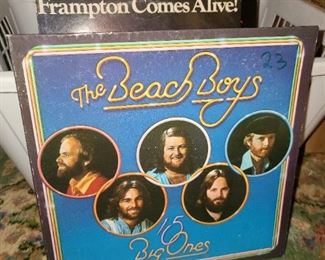 Frampton Comes Alive!
The Beach Boys
23
15
Big Ones